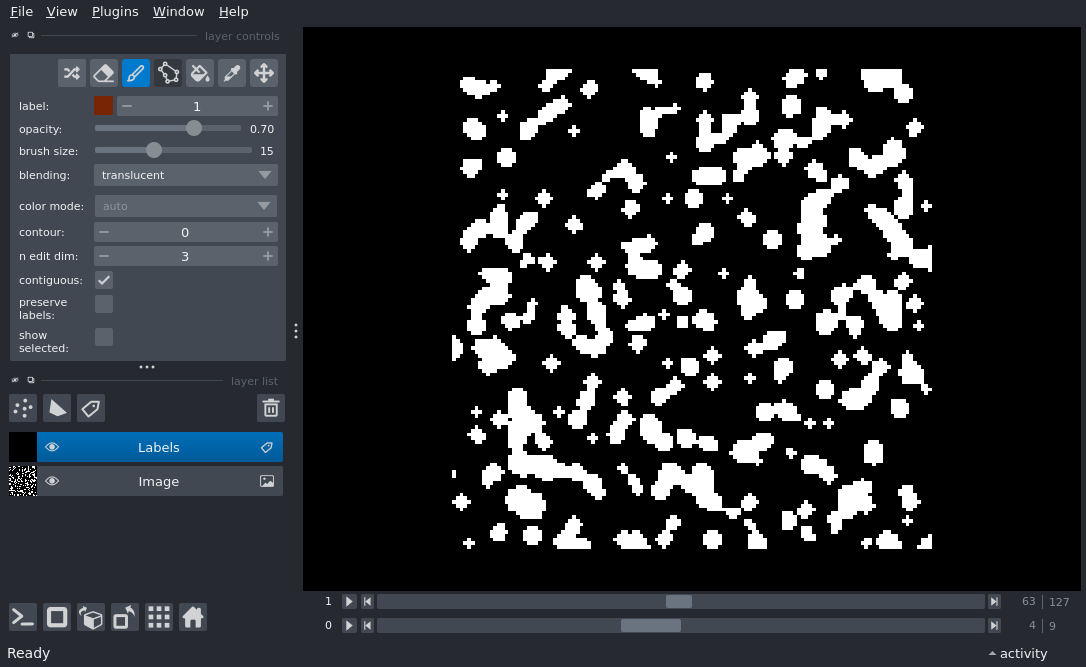 File View Plugins Window Help
layer controls
label: 1
opacity: 0.70
brush size: 15
blending: translucent
color mode: auto
contour: 0
n edit dim: 3
contiguous:
preserve
labels:
show
selected:
layer list
Labels
Image
1 63 127
0 4 9
Ready activity